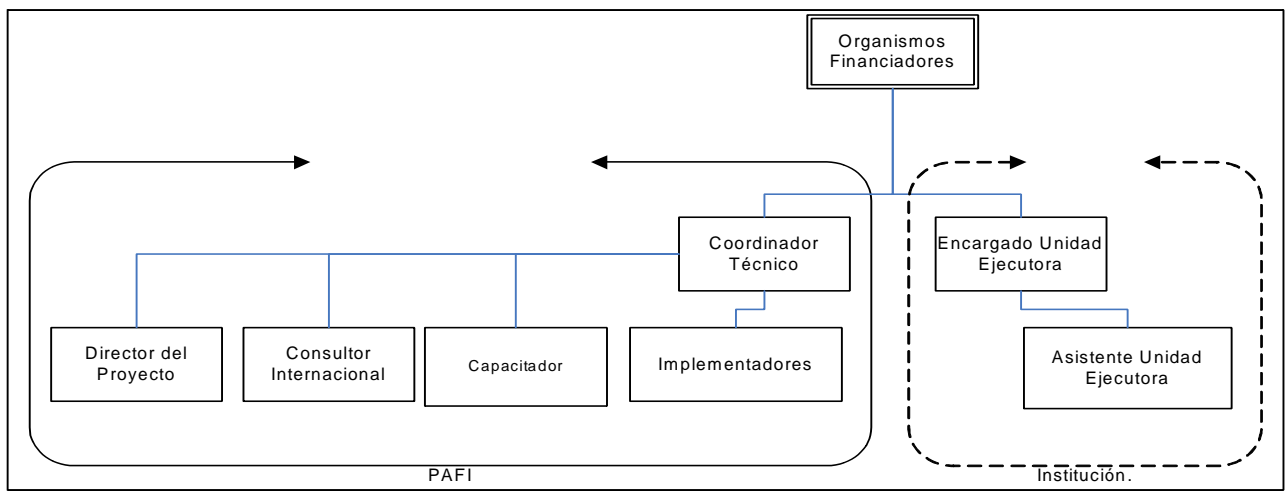 Organismos
Financiadores
Coordinador
Técnico
Encargado Unidad
Ejecutora
Director del
Proyecto
Consultor
Internacional
Capacitador
Implementadores
Asistente Unidad
Ejecutora
PAFI
Institución.